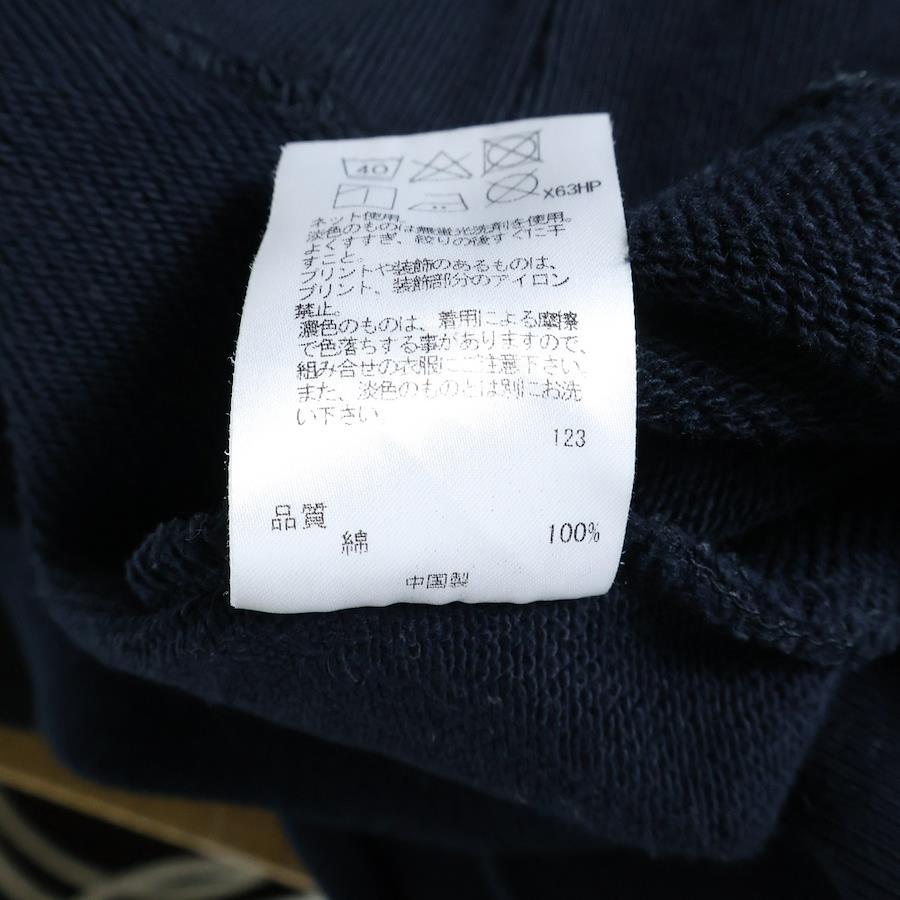 40
X63HP
ネット使用。
淡色のものは無蛍光洗剤を使用。
よくすすぎ、絞りの後すぐに干
すこと。
プリントや装飾のあるものは、
プリント、装飾部分のアイロン
禁止。
濃色のものは、着用による摩擦
で色落ちする事がありますので、
組み合せの衣服にご注意下さい。
また、淡色のものとは別にお洗
い下さい。
123
品質
綿 100%
中国製